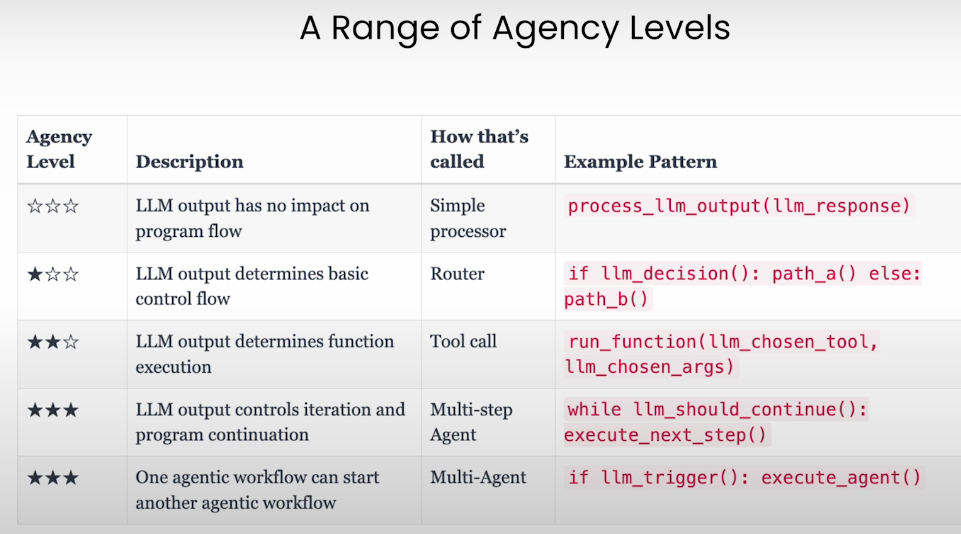 A Range of Agency Levels
Agency Level
Description
How that's called
Example Pattern
☆☆☆
LLM output has no impact on program flow
Simple processor
process_llm_output(llm_response)
★☆☆
LLM output determines basic control flow
Router
if llm_decision(): path_a() else: path_b()
★★☆
LLM output determines function execution
Tool call
run_function(llm_chosen_tool, llm_chosen_args)
★★★
LLM output controls iteration and program continuation
Multi-step Agent
while llm_should_continue(): execute_next_step()
★★★
One agentic workflow can start another agentic workflow
Multi-Agent
if llm_trigger(): execute_agent()